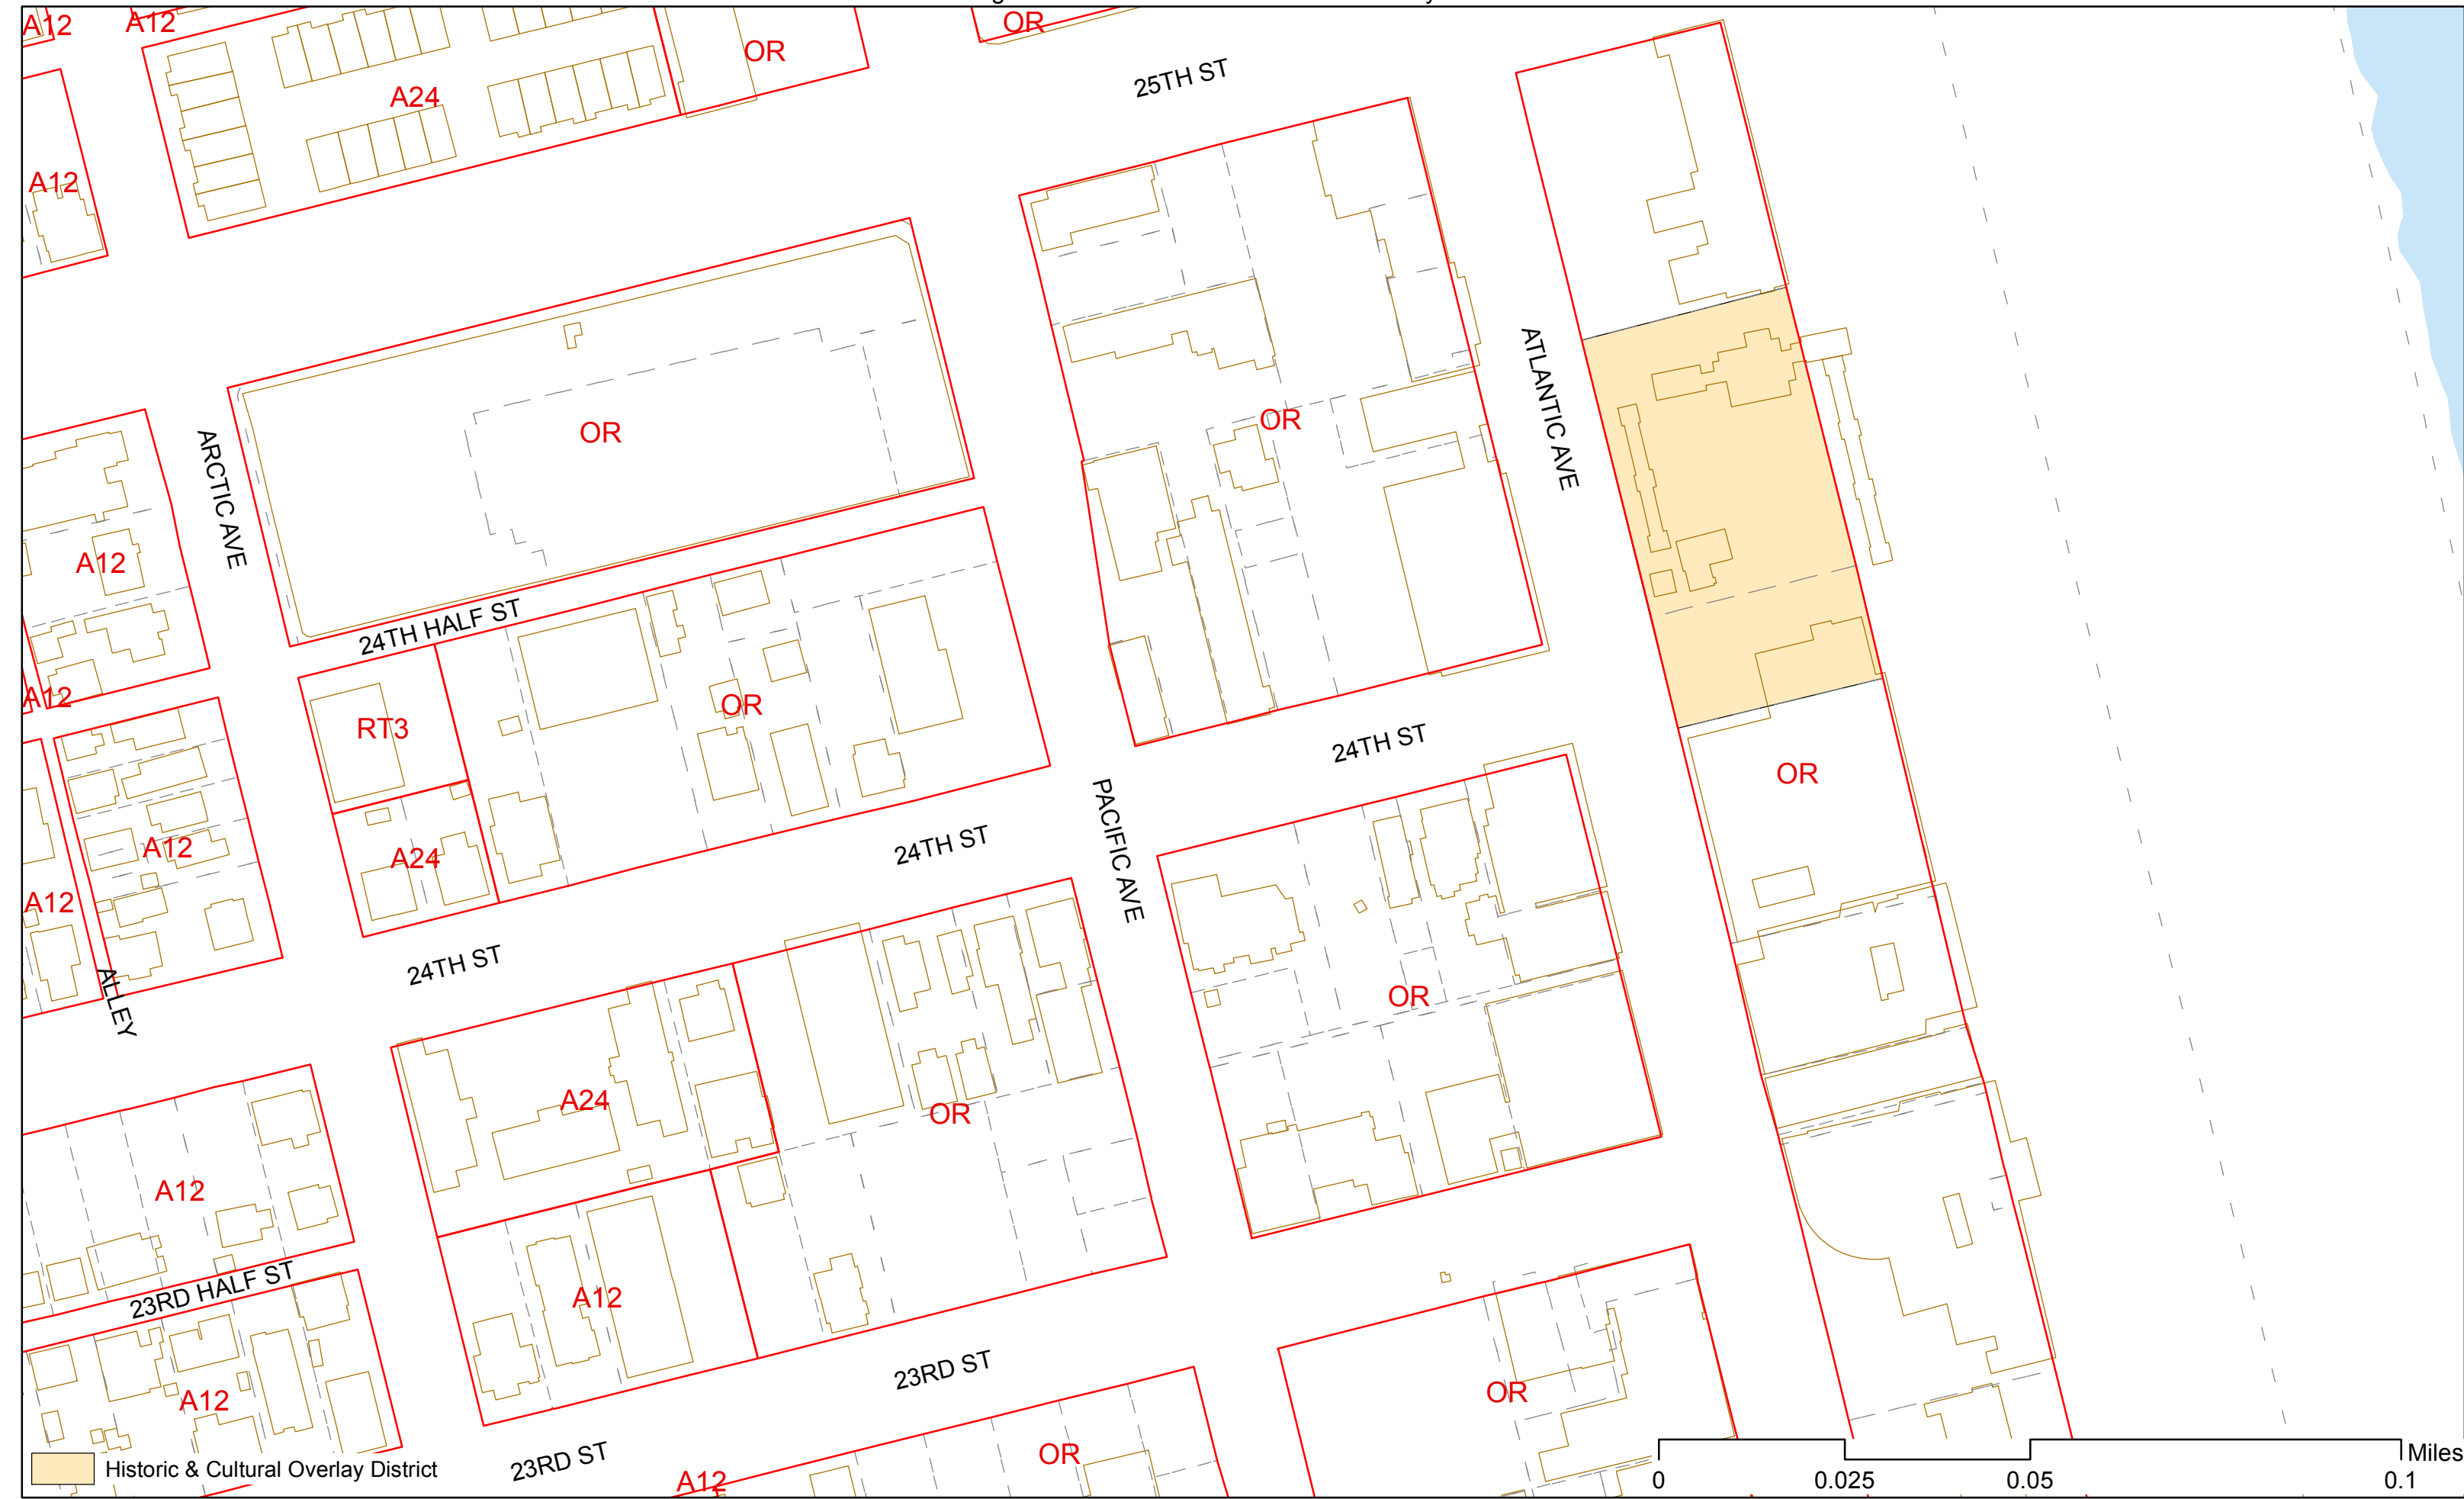 A12
A12
OR
OR
25TH ST
A24
A12
ATLANTIC AVE
OR
OR
ARCTIC AVE
A12
24TH HALF ST
A12
OR
RT3
24TH ST
OR
PACIFIC AVE
24TH ST
A12
A24
A12
24TH ST
OR
ALLEY
A24
OR
A12
23RD HALF ST
A12
23RD ST
OR
A12
OR
23RD ST
A12
Historic & Cultural Overlay District
Miles
0 0.025 0.05 0.1